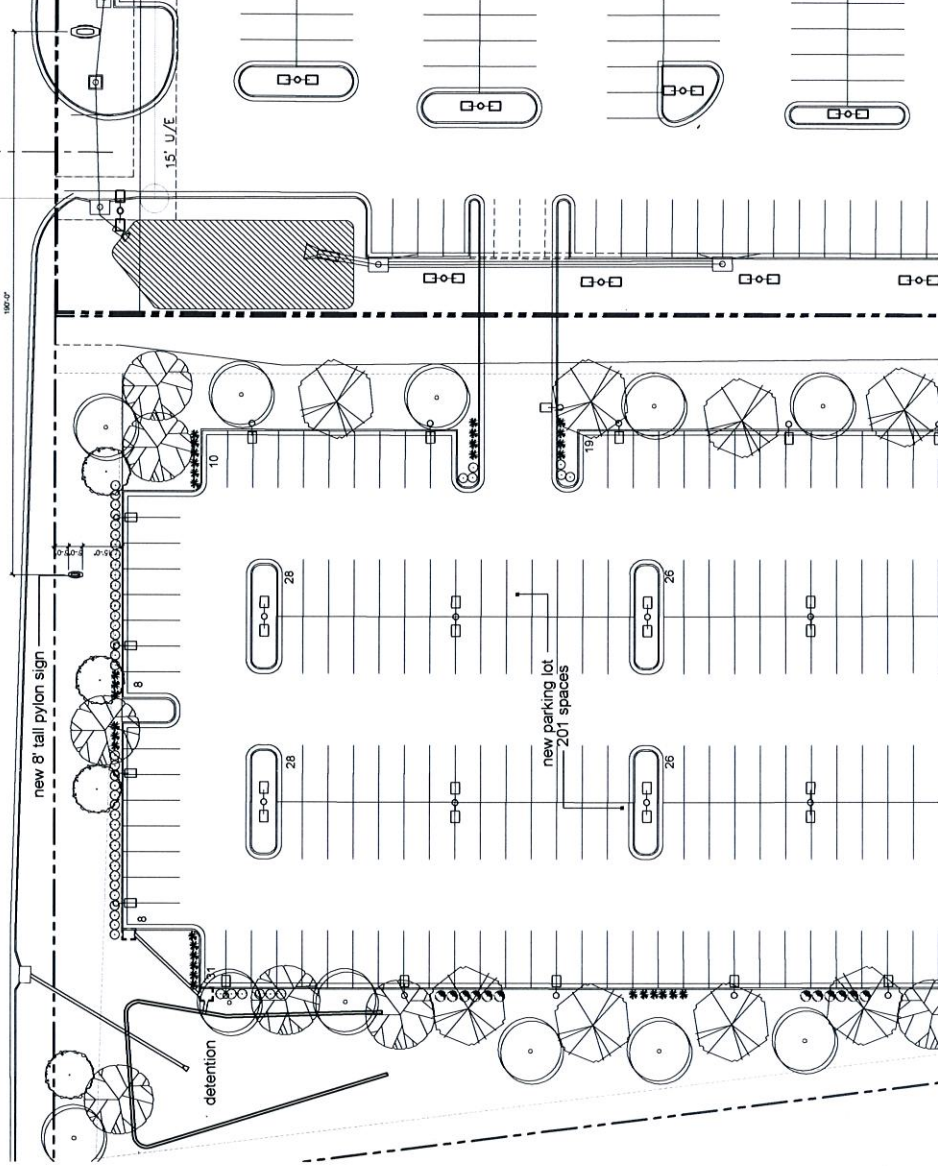 15' U/E
190'-0"
10
19
28
26
8
new 8' tall pylon sign
new parking lot
201 spaces
28
26
8
detention